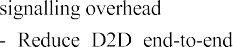 signalling overhead
- Reduce D2D end-to-end